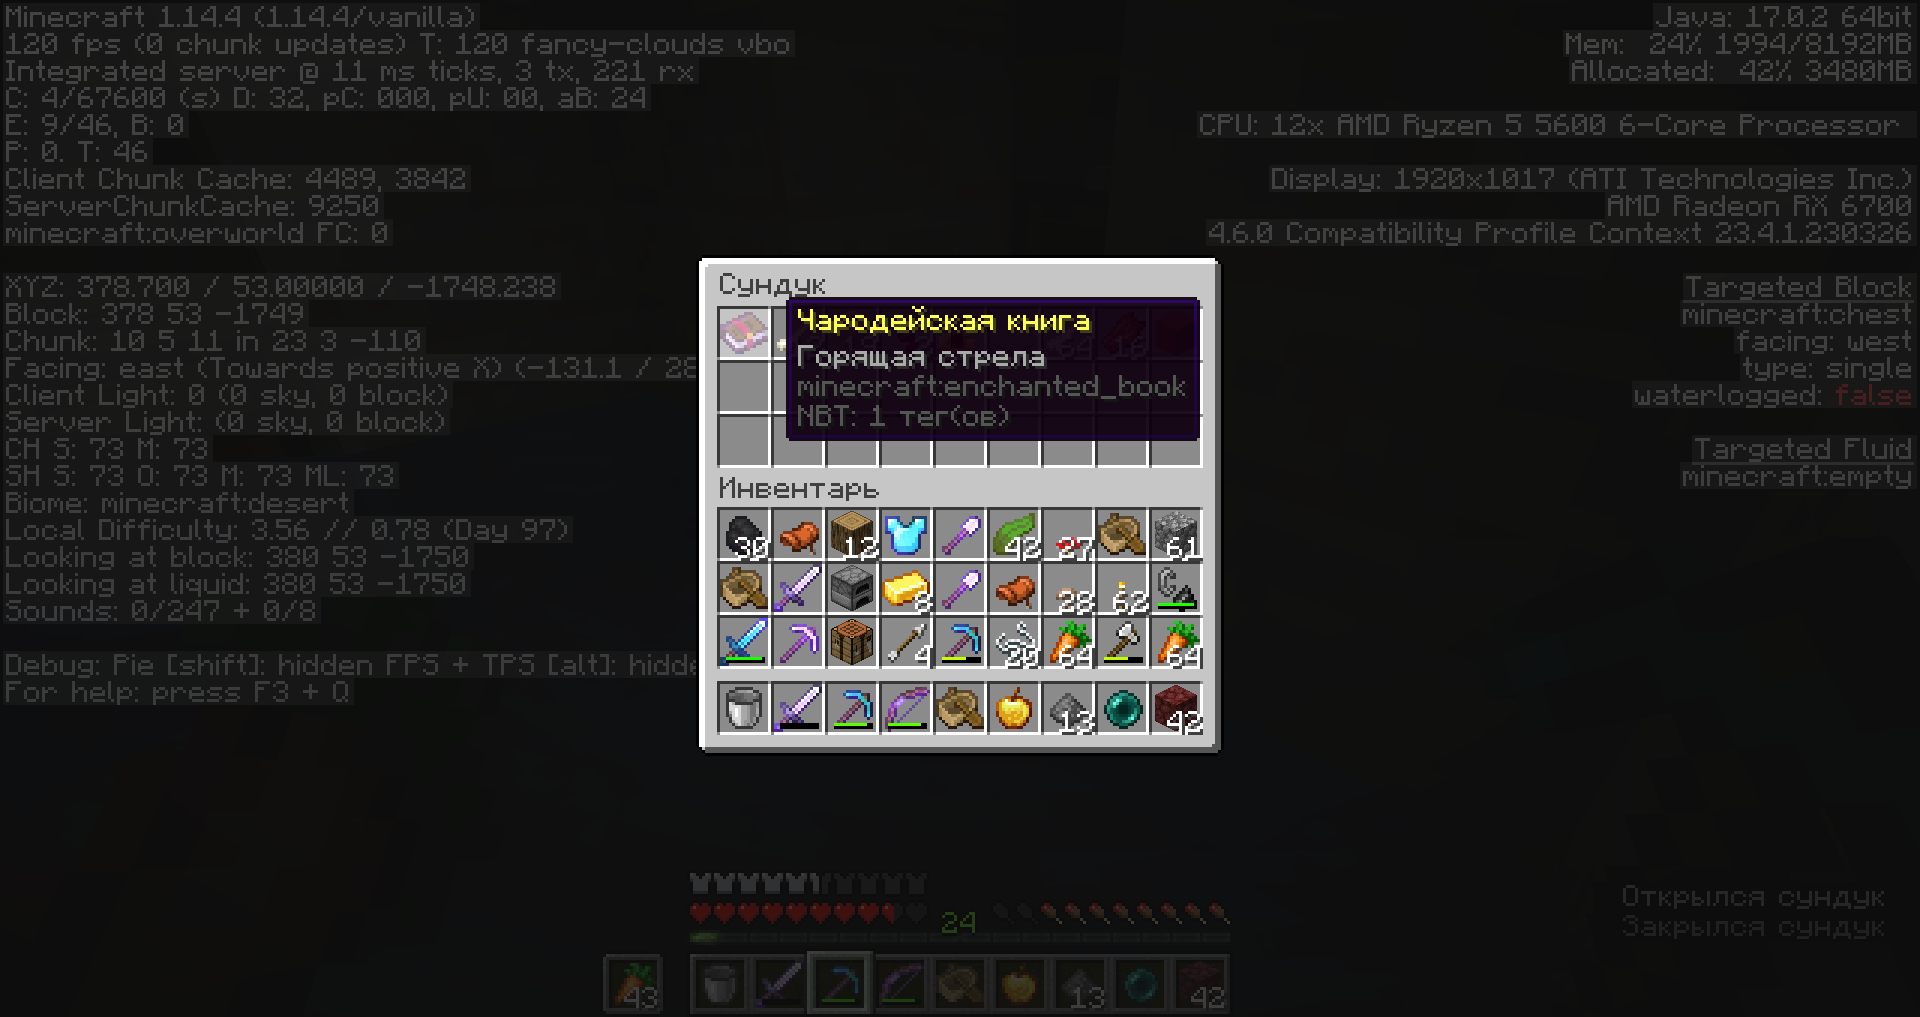 Minecraft 1.14.4 (1.14.4/vanilla)
120 fps (0 chunk updates) T: 120 fancy-clouds vbo
Integrated server @ 11 ms ticks, 3 tx, 221 rx
C: 4/67600 (s) D: 32, pC: 000, pU: 00, aB: 24
E: 9/46, B: 0
P: 0. T: 46
Client Chunk Cache: 4489, 3842
ServerChunkCache: 9250
minecraft:overworld FC: 0
XYZ: 378.700 / 53.00000 / -1748.238
Block: 378 53 -1749
Chunk: 10 5 11 in 23 3 -110
Facing: east (Towards positive X) (-131.1 / 28
Client Light: 0 (0 sky, 0 block)
Server Light: (0 sky, 0 block)
CH S: 73 M: 73
SH S: 73 O: 73 M: 73 ML: 73
Biome: minecraft:desert
Local Difficulty: 3.56 // 0.78 (Day 97)
Looking at block: 380 53 -1750
Looking at liquid: 380 53 -1750
Sounds: 0/247 + 0/8
Debug: Pie [shift]: hidden FPS + TPS [alt]: hidde
For help: press F3 + Q
Java: 17.0.2 64bit
Mem: 24% 1994/8192MB
Allocated: 42% 3480MB
CPU: 12x AMD Ryzen 5 5600 6-Core Processor
Display: 1920x1017 (ATI Technologies Inc.)
AMD Radeon RX 6700
4.6.0 Compatibility Profile Context 23.4.1.230326
Targeted Block
minecraft:chest
facing: west
type: single
waterlogged: false
Targeted Fluid
minecraft:empty
Сундук
Чародейская книга
Горящая стрела
minecraft:enchanted_book
NBT: 1 тег(ов)
Инвентарь
30 12 42 27 61
8 28 62
4 20 64 64
13 42
24
43 13 42
Открылся сундук
Закрылся сундук